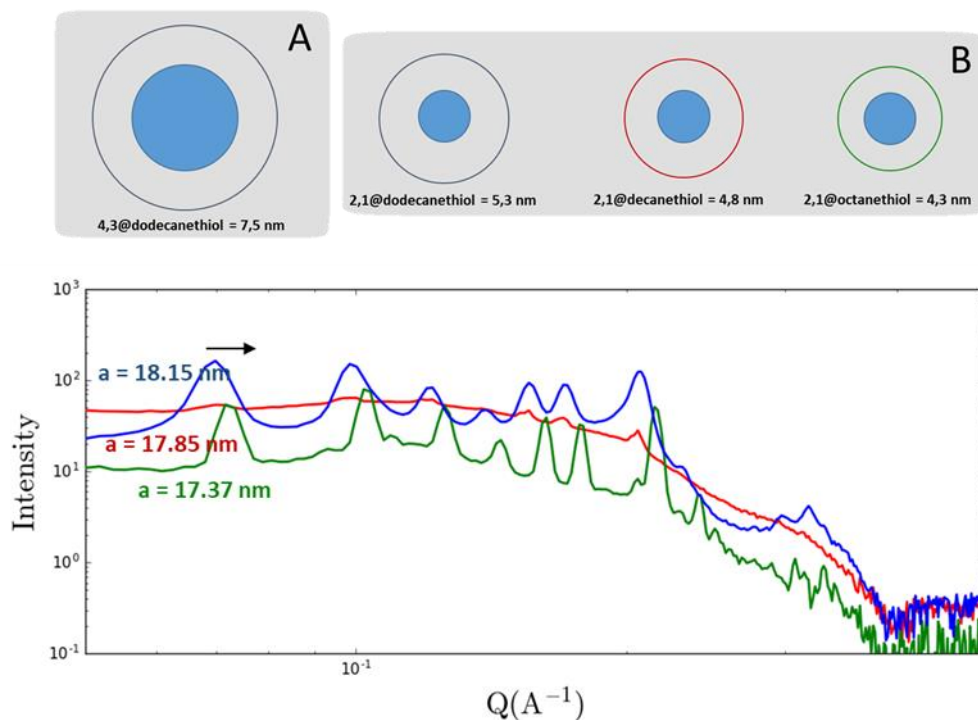 A
B
4,3@dodecanethiol = 7,5 nm
2,1@dodecanethiol = 5,3 nm
2,1@decanethiol = 4,8 nm
2,1@octanethiol = 4,3 nm
10³
10²
10¹
10⁰
10⁻¹
Intensity
a = 18.15 nm
a = 17.85 nm
a = 17.37 nm
10⁻¹
Q(A⁻¹)